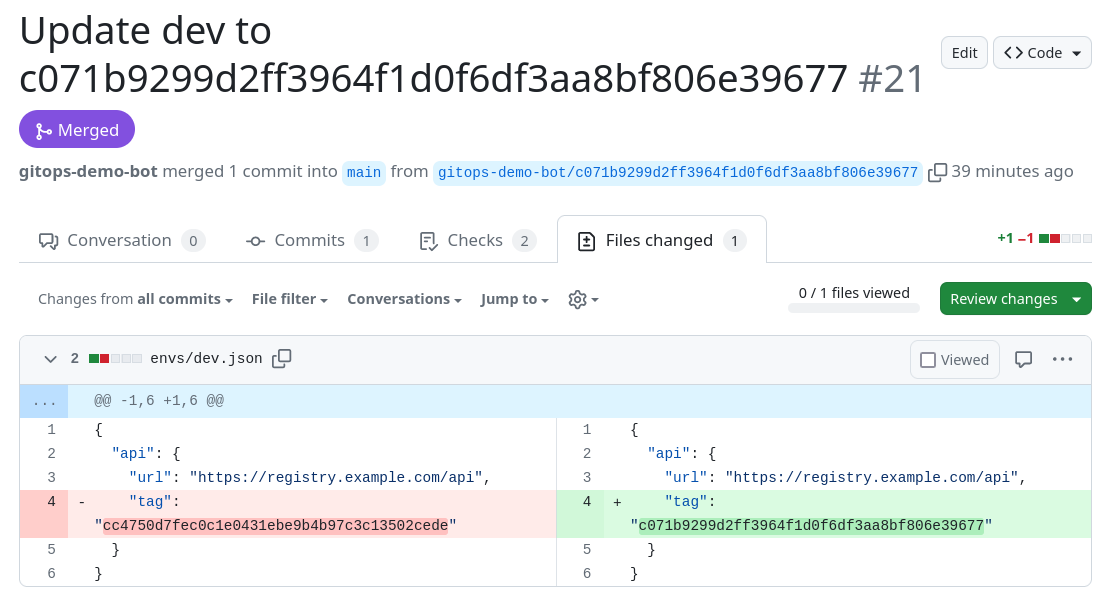 Update dev to
c071b9299d2ff3964f1d0f6df3aa8bf806e39677 #21
Edit
Code
Merged
gitops-demo-bot merged 1 commit into main from gitops-demo-bot/c071b9299d2ff3964f1d0f6df3aa8bf806e39677 39 minutes ago
Conversation 0
Commits 1
Checks 2
Files changed 1
+1 −1
Changes from all commits
File filter
Conversations
Jump to
0 / 1 files viewed
Review changes
2 envs/dev.json
Viewed
...
@@ -1,6 +1,6 @@
1 {
2 "api": {
3 "url": "https://registry.example.com/api",
4 - "tag":
"cc4750d7fec0c1e0431ebe9b4b97c3c13502cede"
5 }
6 }
1 {
2 "api": {
3 "url": "https://registry.example.com/api",
4 + "tag":
"c071b9299d2ff3964f1d0f6df3aa8bf806e39677"
5 }
6 }